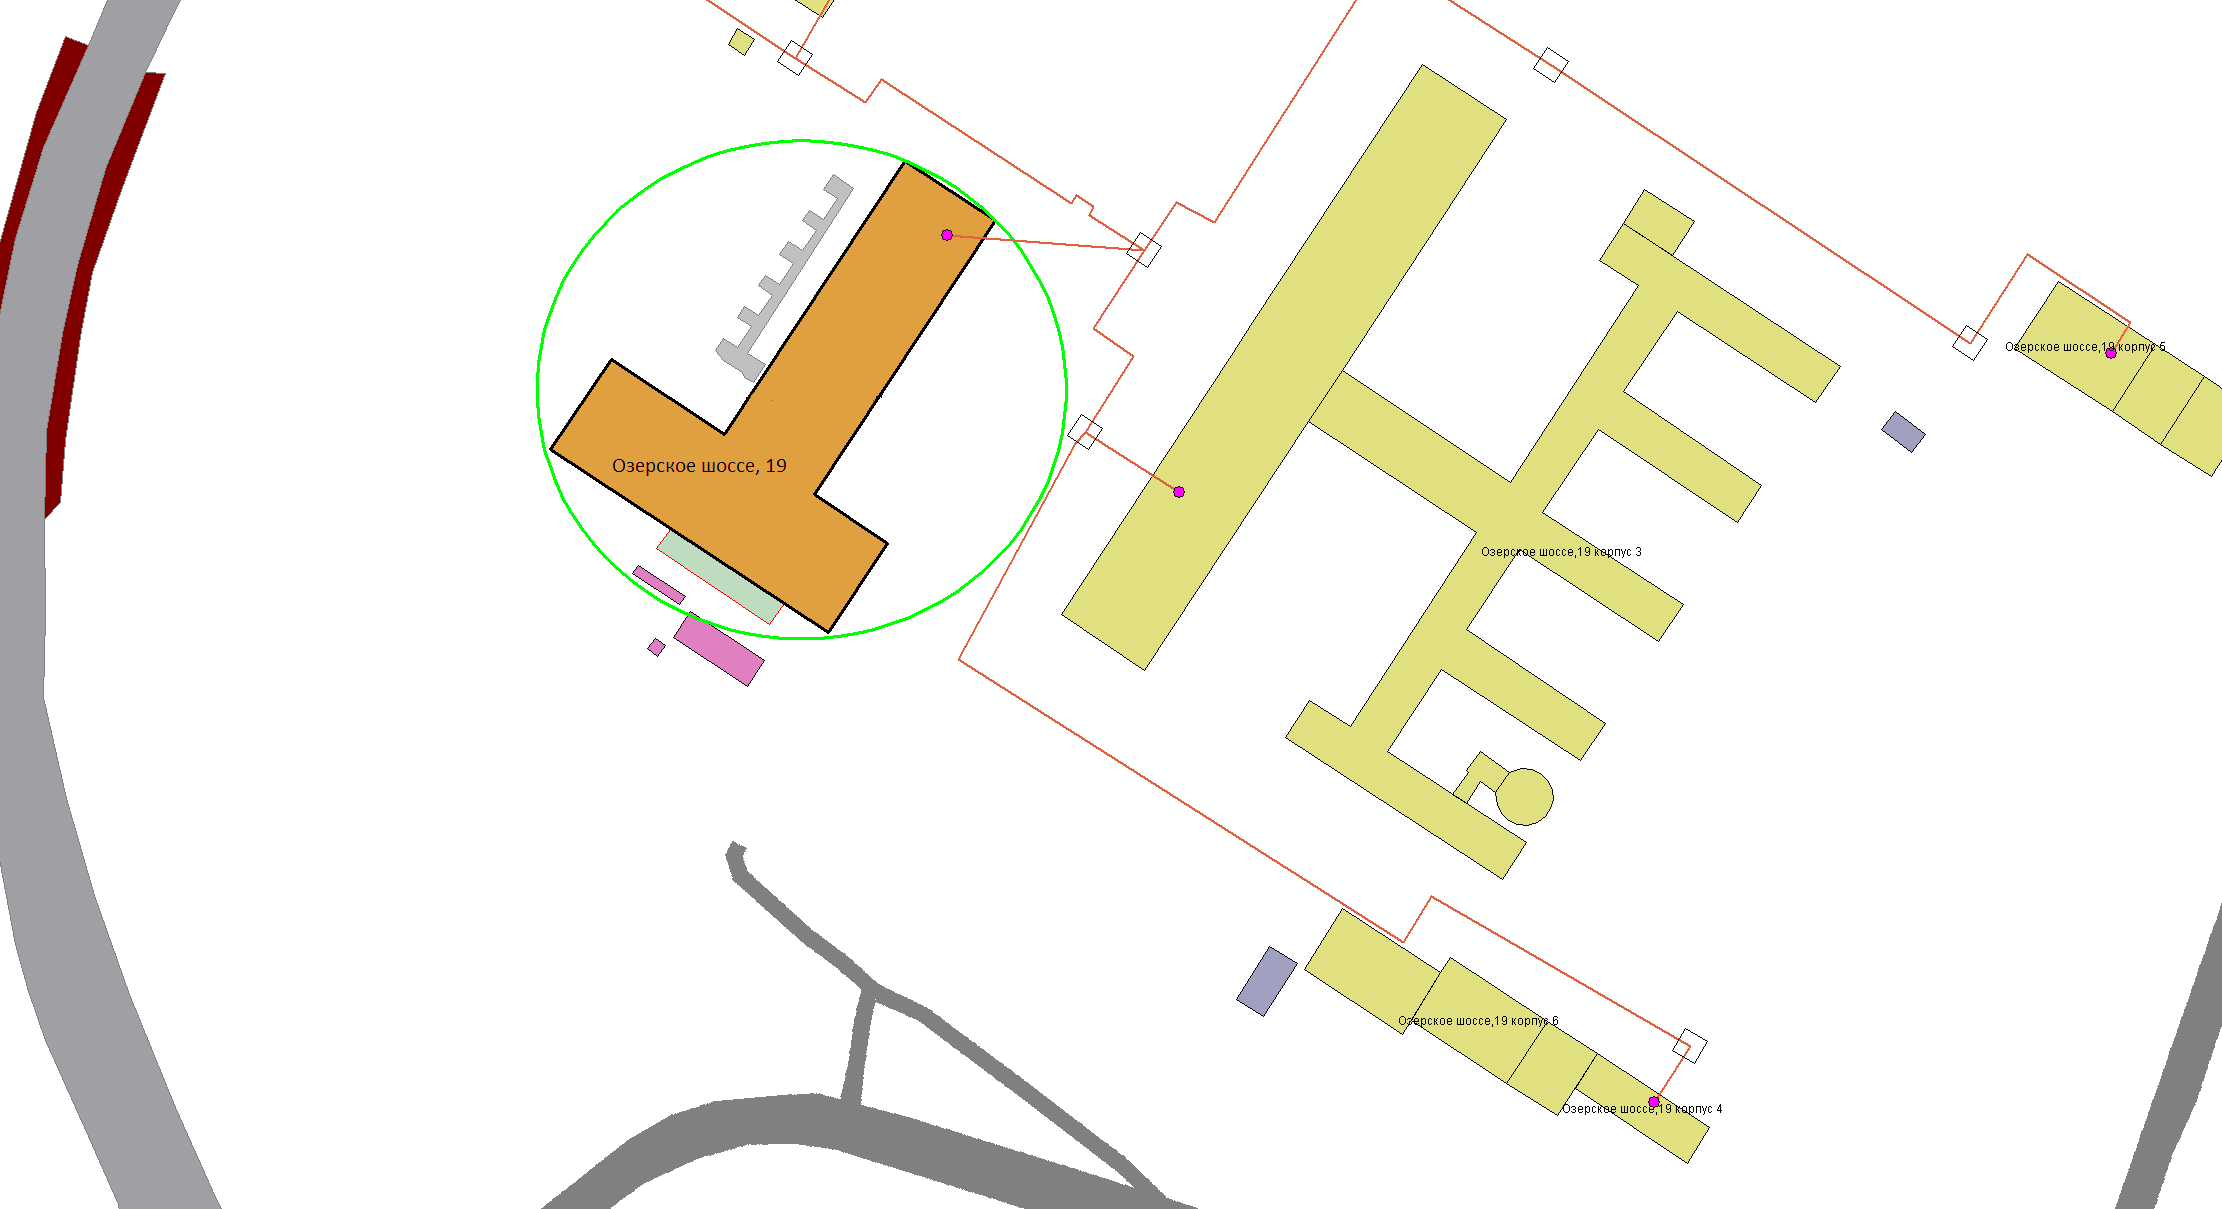 Озерское шоссе,19 корпус 5
Озерское шоссе, 19
Озерское шоссе,19 корпус 3
Озерское шоссе,19 корпус 6
Озерское шоссе,19 корпус 4